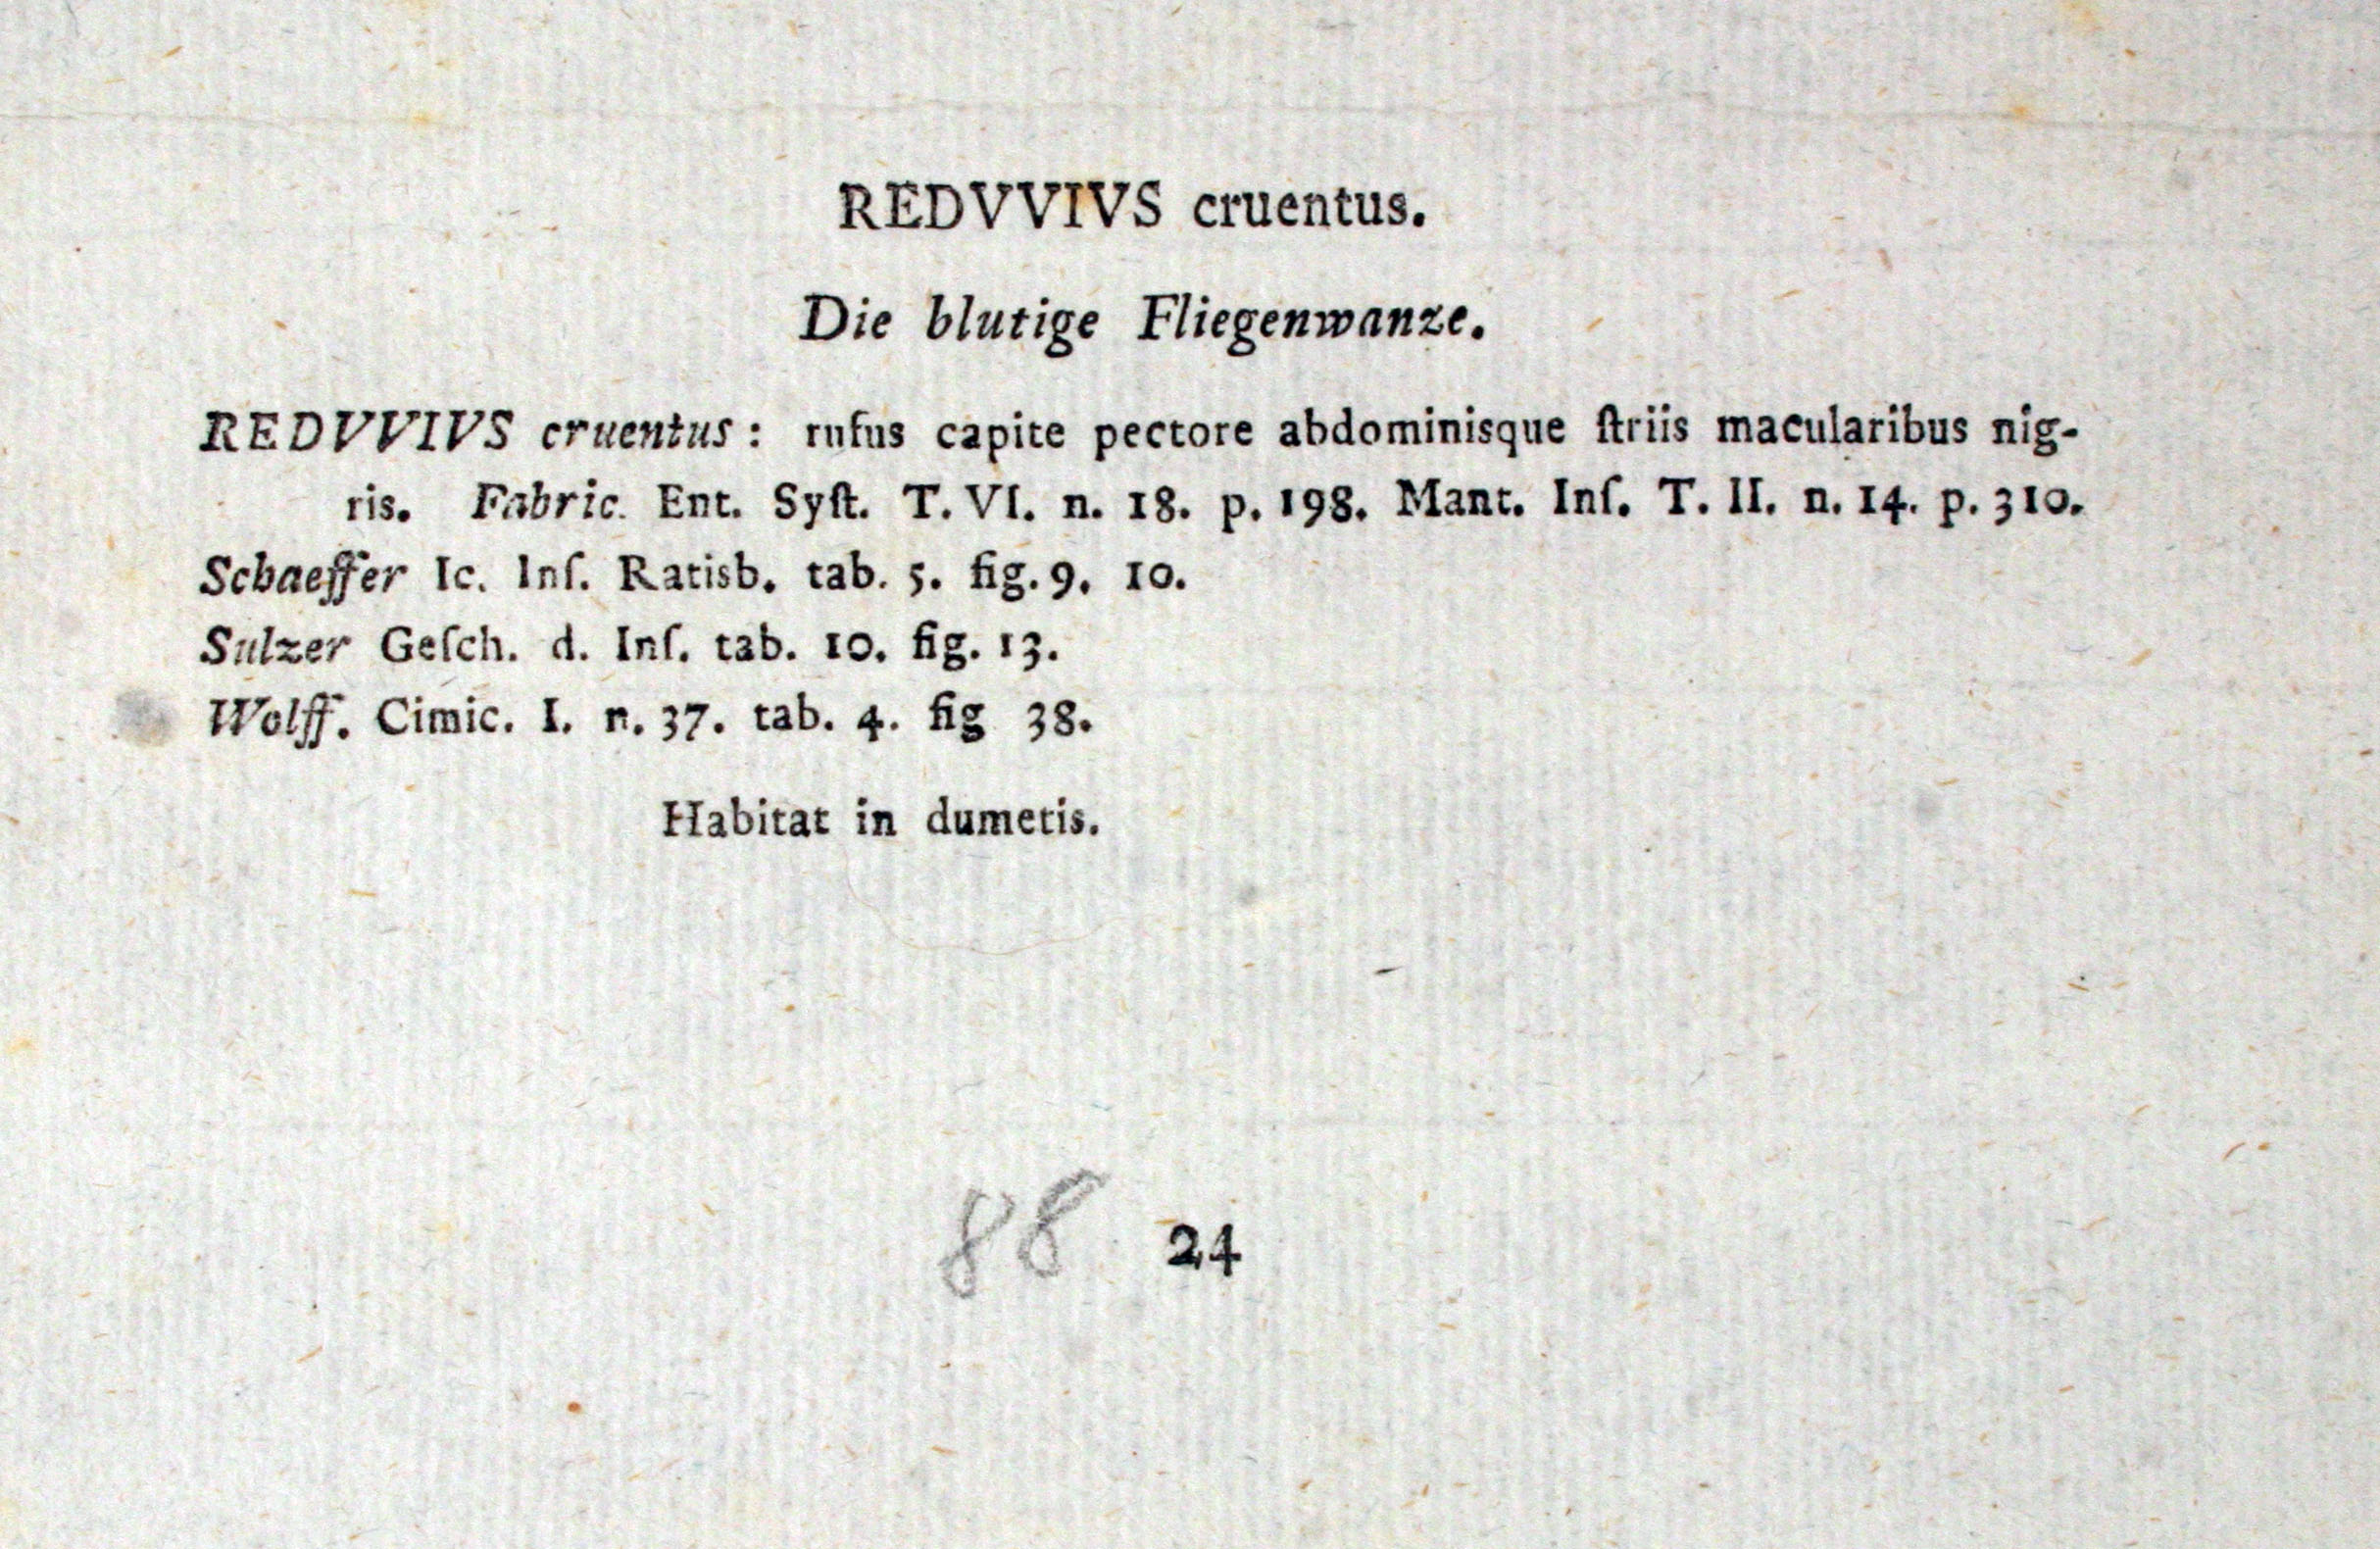 REDVVIVS cruentus.
Die blutige Fliegenwanze.
REDVVIVS cruentus: rufus capite pectore abdominisque ſtriis macularibus nig-
ris. Fabric. Ent. Syſt. T. VI. n. 18. p. 198. Mant. Inſ. T. II. n. 14. p. 310.
Schaeffer Ic. Inſ. Ratisb. tab. 5. fig. 9. 10.
Sulzer Geſch. d. Inſ. tab. 10. fig. 13.
Wolff. Cimic. I. n. 37. tab. 4. fig 38.
Habitat in dumetis.
88 24